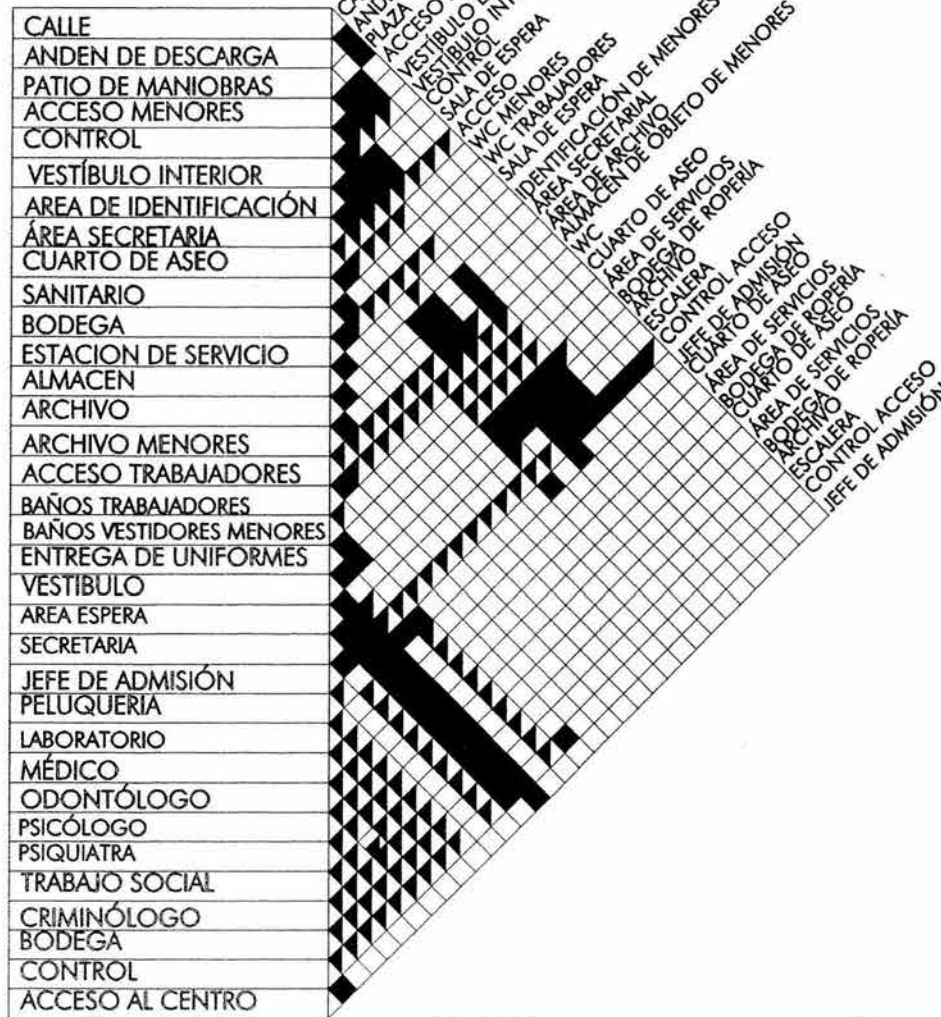 CALLE
ANDEN DE DESCARGA
PATIO DE MANIOBRAS
ACCESO MENORES
CONTROL
VESTÍBULO INTERIOR
AREA DE IDENTIFICACIÓN
ÁREA SECRETARIA
CUARTO DE ASEO
SANITARIO
BODEGA
ESTACION DE SERVICIO
ALMACEN
ARCHIVO
ARCHIVO MENORES
ACCESO TRABAJADORES
BAÑOS TRABAJADORES
BAÑOS VESTIDORES MENORES
ENTREGA DE UNIFORMES
VESTIBULO
AREA ESPERA
SECRETARIA
JEFE DE ADMISIÓN
PELUQUERIA
LABORATORIO
MÉDICO
ODONTÓLOGO
PSICÓLOGO
PSIQUIATRA
TRABAJO SOCIAL
CRIMINÓLOGO
BODEGA
CONTROL
ACCESO AL CENTRO
PLAZA
ACCESO
VESTÍBULO
VESTÍBULO
CONTROL
SALA DE ESPERA
ACCESO
WC MENORES
WC TRABAJADORES
SALA DE ESPERA
IDENTIFICACIÓN DE MENORES
ÁREA SECRETARIAL
ÁREA DE ARCHIVO
ALMACEN DE OBJETO DE MENORES
WC
CUARTO DE ASEO
ÁREA DE SERVICIOS
BODEGA DE ROPERÍA
ARCHIVO
ESCALERA
CONTROL ACCESO
JEFE DE ADMISIÓN
CUARTO DE ASEO
ÁREA DE SERVICIOS
BODEGA DE ROPERÍA
CUARTO DE ASEO
ÁREA DE SERVICIOS
BODEGA DE ROPERÍA
ARCHIVO
ESCALERA
CONTROL ACCESO
JEFE DE ADMISIÓN